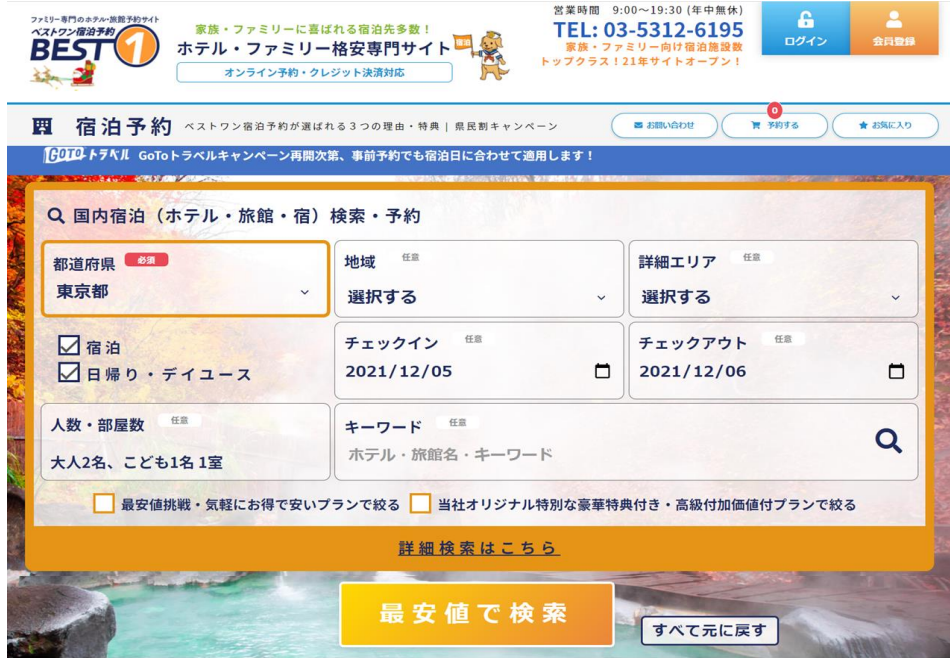 ファミリー専門のホテル・旅館予約サイト
ベストワン宿泊予約
BEST1
家族・ファミリーに喜ばれる宿泊先多数！
ホテル・ファミリー格安専門サイト
オンライン予約・クレジット決済対応
宿泊
営業時間 9:00～19:30 (年中無休)
TEL: 03-5312-6195
家族・ファミリー向け宿泊施設数
トップクラス！21年サイトオープン！
ログイン
会員登録
宿泊予約
ベストワン宿泊予約が選ばれる３つの理由・特典 | 県民割キャンペーン
お問い合わせ
0
予約する
お気に入り
GOTOトラベル GoToトラベルキャンペーン再開次第、事前予約でも宿泊日に合わせて適用します！
国内宿泊（ホテル・旅館・宿）検索・予約
都道府県 必須
東京都
地域 任意
選択する
詳細エリア 任意
選択する
宿泊
日帰り・デイユース
チェックイン 任意
2021/12/05
チェックアウト 任意
2021/12/06
人数・部屋数 任意
大人2名、こども1名 1室
キーワード 任意
ホテル・旅館名・キーワード
最安値挑戦・気軽にお得で安いプランで絞る
当社オリジナル特別な豪華特典付き・高級付加価値付プランで絞る
詳細検索はこちら
最安値で検索
すべて元に戻す